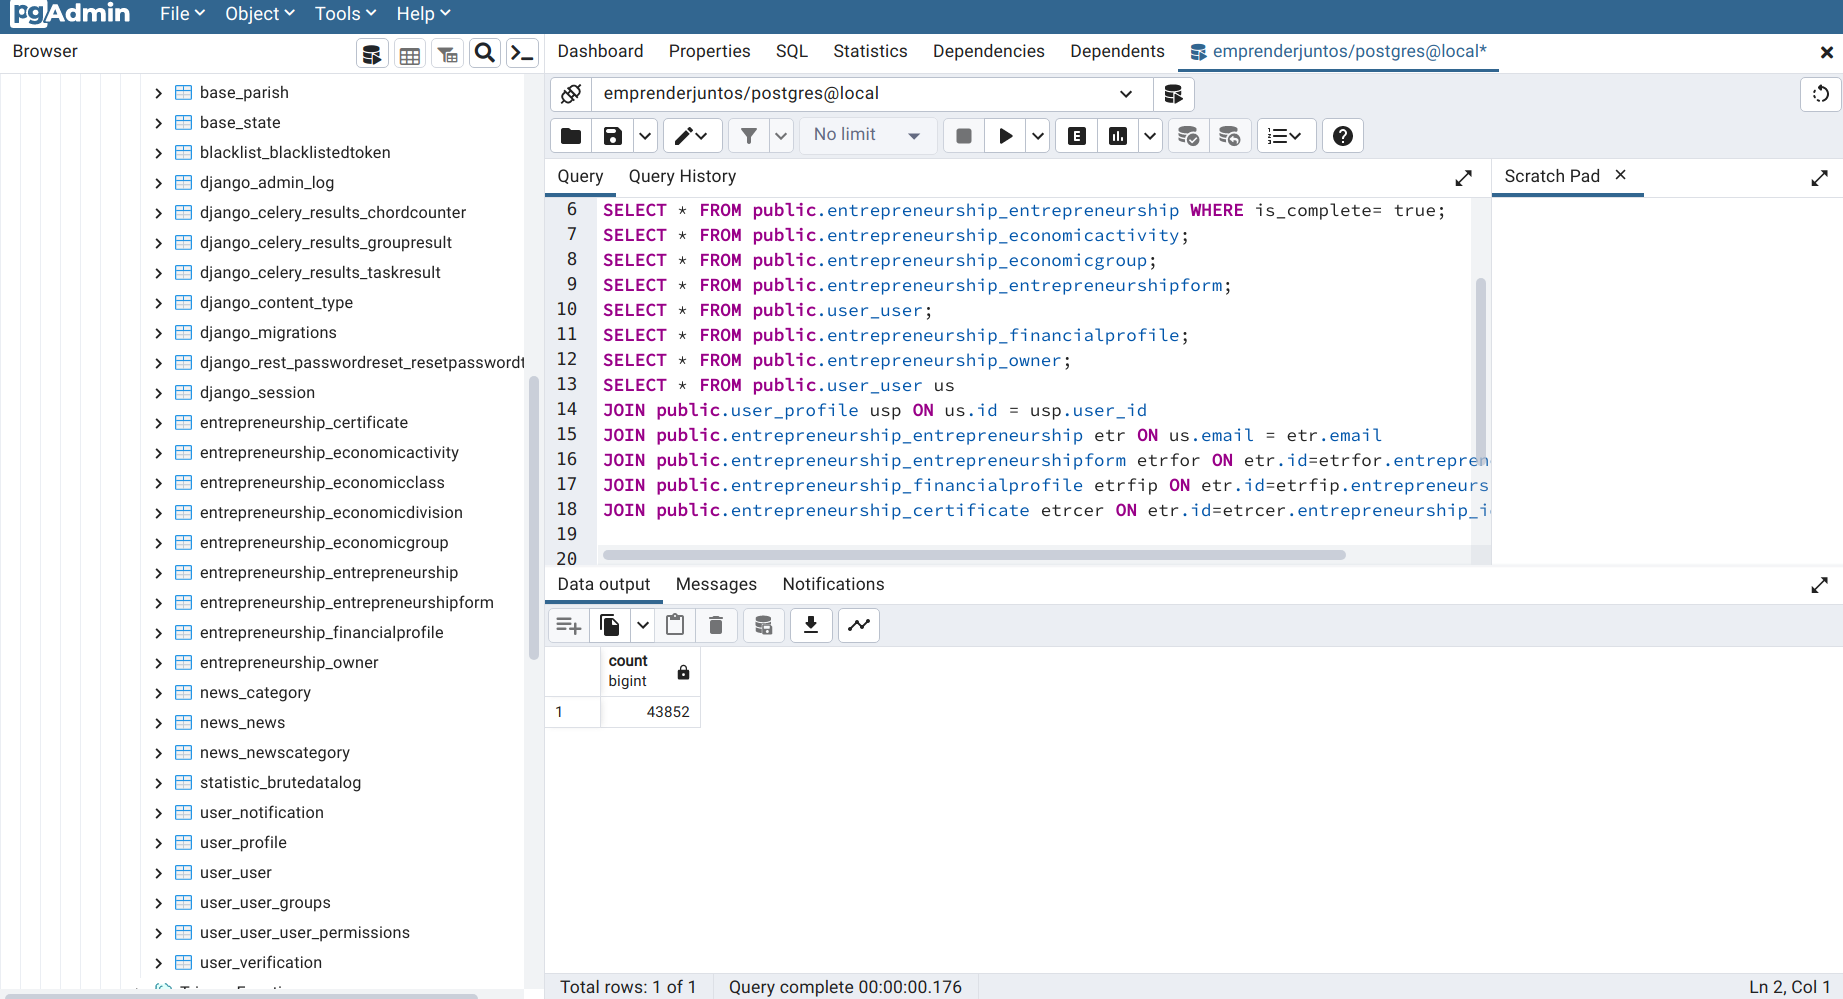 pgAdmin File Object Tools Help
Browser
Dashboard Properties SQL Statistics Dependencies Dependents emprenderjuntos/postgres@local*
emprenderjuntos/postgres@local
No limit
E
Query Query History
Scratch Pad
base_parish
base_state
blacklist_blacklistedtoken
django_admin_log
django_celery_results_chordcounter
django_celery_results_groupresult
django_celery_results_taskresult
django_content_type
django_migrations
django_rest_passwordreset_resetpasswordt
django_session
entrepreneurship_certificate
entrepreneurship_economicactivity
entrepreneurship_economicclass
entrepreneurship_economicdivision
entrepreneurship_economicgroup
entrepreneurship_entrepreneurship
entrepreneurship_entrepreneurshipform
entrepreneurship_financialprofile
entrepreneurship_owner
news_category
news_news
news_newscategory
statistic_brutedatalog
user_notification
user_profile
user_user
user_user_groups
user_user_user_permissions
user_verification
6 SELECT * FROM public.entrepreneurship_entrepreneurship WHERE is_complete= true;
7 SELECT * FROM public.entrepreneurship_economicactivity;
8 SELECT * FROM public.entrepreneurship_economicgroup;
9 SELECT * FROM public.entrepreneurship_entrepreneurshipform;
10 SELECT * FROM public.user_user;
11 SELECT * FROM public.entrepreneurship_financialprofile;
12 SELECT * FROM public.entrepreneurship_owner;
13 SELECT * FROM public.user_user us
14 JOIN public.user_profile usp ON us.id = usp.user_id
15 JOIN public.entrepreneurship_entrepreneurship etr ON us.email = etr.email
16 JOIN public.entrepreneurship_entrepreneurshipform etrfor ON etr.id=etrfor.entrepren
17 JOIN public.entrepreneurship_financialprofile etrfip ON etr.id=etrfip.entrepreneurs
18 JOIN public.entrepreneurship_certificate etrcer ON etr.id=etrcer.entrepreneurship_i
19
20
Data output Messages Notifications
count
bigint
1 43852
Total rows: 1 of 1 Query complete 00:00:00.176 Ln 2, Col 1